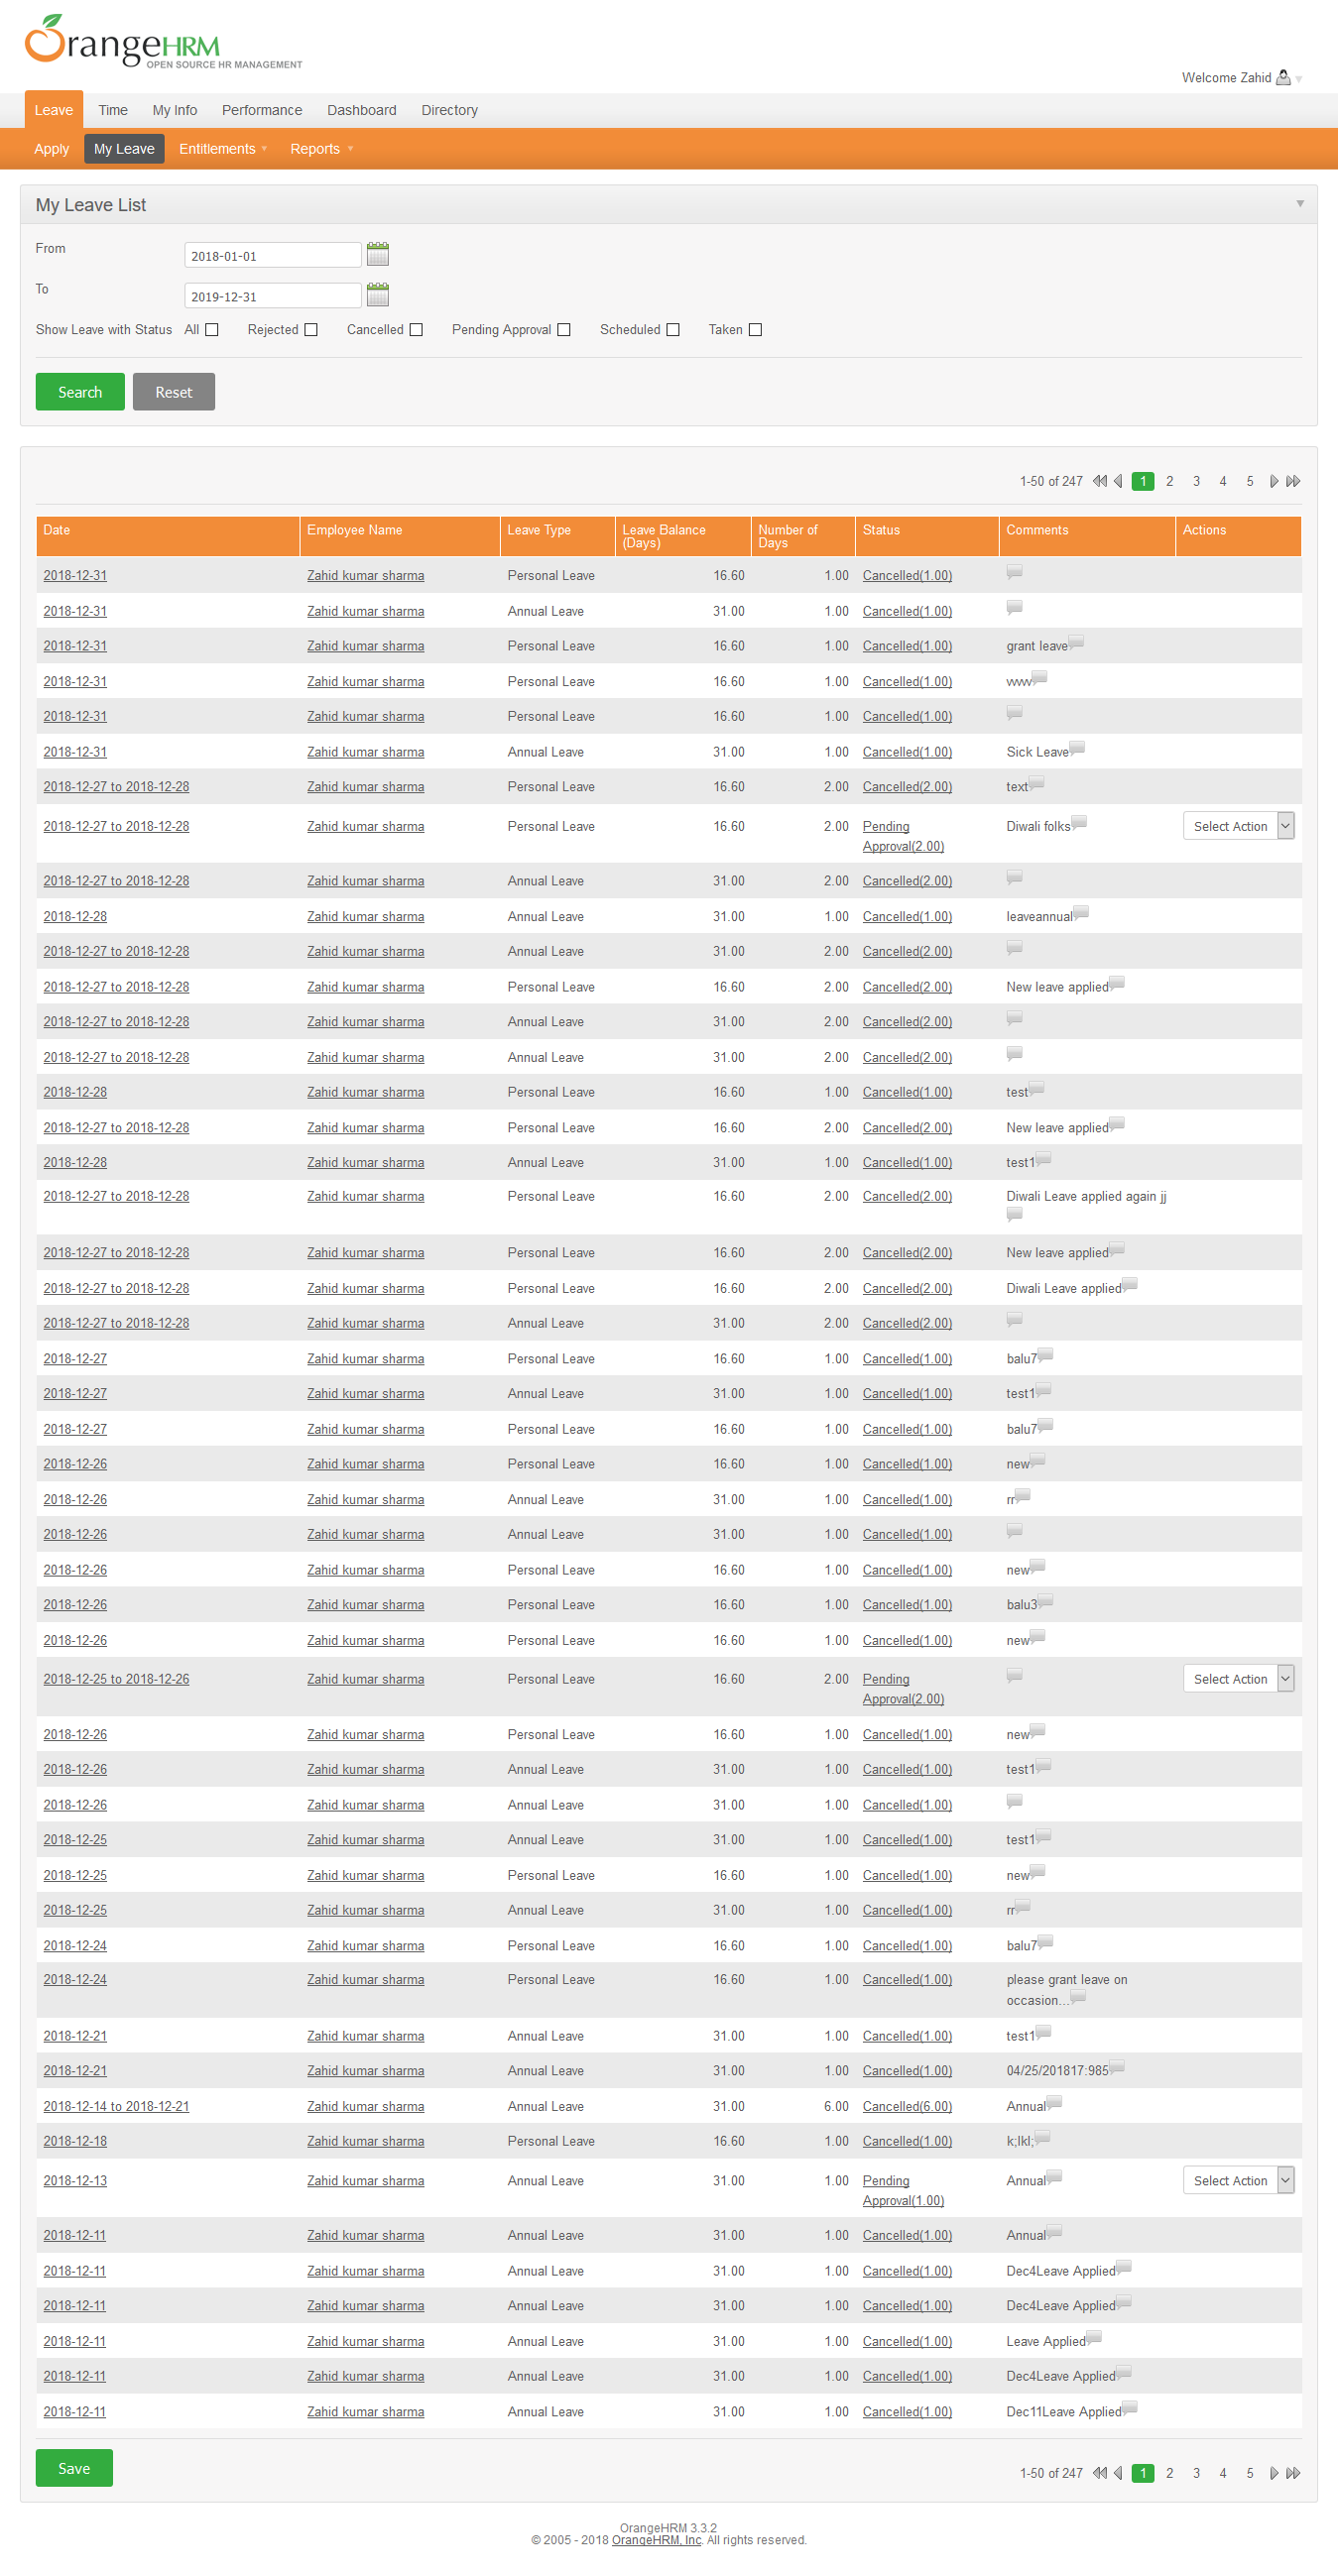 OrangeHRM
OPEN SOURCE HR MANAGEMENT
Welcome Zahid
Leave Time My Info Performance Dashboard Directory
Apply My Leave Entitlements Reports
My Leave List
From 2018-01-01
To 2019-12-31
Show Leave with Status All Rejected Cancelled Pending Approval Scheduled Taken
Search Reset
1-50 of 247 1 2 3 4 5
Date Employee Name Leave Type Leave Balance (Days) Number of Days Status Comments Actions
2018-12-31 Zahid kumar sharma Personal Leave 16.60 1.00 Cancelled(1.00)
2018-12-31 Zahid kumar sharma Annual Leave 31.00 1.00 Cancelled(1.00)
2018-12-31 Zahid kumar sharma Personal Leave 16.60 1.00 Cancelled(1.00) grant leave
2018-12-31 Zahid kumar sharma Personal Leave 16.60 1.00 Cancelled(1.00)
2018-12-31 Zahid kumar sharma Personal Leave 16.60 1.00 Cancelled(1.00)
2018-12-31 Zahid kumar sharma Annual Leave 31.00 1.00 Cancelled(1.00) Sick Leave
2018-12-27 to 2018-12-28 Zahid kumar sharma Personal Leave 16.60 2.00 Cancelled(2.00) text
2018-12-27 to 2018-12-28 Zahid kumar sharma Personal Leave 16.60 2.00 Pending Approval(2.00) Diwali folks Select Action
2018-12-27 to 2018-12-28 Zahid kumar sharma Annual Leave 31.00 2.00 Cancelled(2.00)
2018-12-28 Zahid kumar sharma Annual Leave 31.00 1.00 Cancelled(1.00) leaveannual
2018-12-27 to 2018-12-28 Zahid kumar sharma Annual Leave 31.00 2.00 Cancelled(2.00)
2018-12-27 to 2018-12-28 Zahid kumar sharma Personal Leave 16.60 2.00 Cancelled(2.00) New leave applied
2018-12-27 to 2018-12-28 Zahid kumar sharma Annual Leave 31.00 2.00 Cancelled(2.00)
2018-12-27 to 2018-12-28 Zahid kumar sharma Annual Leave 31.00 2.00 Cancelled(2.00)
2018-12-28 Zahid kumar sharma Personal Leave 16.60 1.00 Cancelled(1.00) test
2018-12-27 to 2018-12-28 Zahid kumar sharma Personal Leave 16.60 2.00 Cancelled(2.00) New leave applied
2018-12-28 Zahid kumar sharma Annual Leave 31.00 1.00 Cancelled(1.00) test1
2018-12-27 to 2018-12-28 Zahid kumar sharma Personal Leave 16.60 2.00 Cancelled(2.00) Diwali Leave applied again jj
2018-12-27 to 2018-12-28 Zahid kumar sharma Personal Leave 16.60 2.00 Cancelled(2.00) New leave applied
2018-12-27 to 2018-12-28 Zahid kumar sharma Personal Leave 16.60 2.00 Cancelled(2.00) Diwali Leave applied
2018-12-27 to 2018-12-28 Zahid kumar sharma Annual Leave 31.00 2.00 Cancelled(2.00)
2018-12-27 Zahid kumar sharma Personal Leave 16.60 1.00 Cancelled(1.00) balu7
2018-12-27 Zahid kumar sharma Annual Leave 31.00 1.00 Cancelled(1.00) test1
2018-12-27 Zahid kumar sharma Personal Leave 16.60 1.00 Cancelled(1.00) balu7
2018-12-26 Zahid kumar sharma Personal Leave 16.60 1.00 Cancelled(1.00) new
2018-12-26 Zahid kumar sharma Annual Leave 31.00 1.00 Cancelled(1.00) rr
2018-12-26 Zahid kumar sharma Annual Leave 31.00 1.00 Cancelled(1.00)
2018-12-26 Zahid kumar sharma Personal Leave 16.60 1.00 Cancelled(1.00) new
2018-12-26 Zahid kumar sharma Personal Leave 16.60 1.00 Cancelled(1.00) balu3
2018-12-26 Zahid kumar sharma Personal Leave 16.60 1.00 Cancelled(1.00) new
2018-12-25 to 2018-12-26 Zahid kumar sharma Personal Leave 16.60 2.00 Pending Approval(2.00) Select Action
2018-12-26 Zahid kumar sharma Personal Leave 16.60 1.00 Cancelled(1.00) new
2018-12-26 Zahid kumar sharma Annual Leave 31.00 1.00 Cancelled(1.00) test1
2018-12-26 Zahid kumar sharma Annual Leave 31.00 1.00 Cancelled(1.00)
2018-12-25 Zahid kumar sharma Annual Leave 31.00 1.00 Cancelled(1.00) test1
2018-12-25 Zahid kumar sharma Personal Leave 16.60 1.00 Cancelled(1.00) new
2018-12-25 Zahid kumar sharma Annual Leave 31.00 1.00 Cancelled(1.00) rr
2018-12-24 Zahid kumar sharma Personal Leave 16.60 1.00 Cancelled(1.00) balu7
2018-12-24 Zahid kumar sharma Personal Leave 16.60 1.00 Cancelled(1.00) please grant leave on occasion...
2018-12-21 Zahid kumar sharma Annual Leave 31.00 1.00 Cancelled(1.00) test1
2018-12-21 Zahid kumar sharma Annual Leave 31.00 1.00 Cancelled(1.00) 04/25/201817:985
2018-12-14 to 2018-12-21 Zahid kumar sharma Annual Leave 31.00 6.00 Cancelled(6.00) Annual
2018-12-18 Zahid kumar sharma Personal Leave 16.60 1.00 Cancelled(1.00) k;lkl;
2018-12-13 Zahid kumar sharma Annual Leave 31.00 1.00 Pending Approval(1.00) Annual Select Action
2018-12-11 Zahid kumar sharma Annual Leave 31.00 1.00 Cancelled(1.00) Annual
2018-12-11 Zahid kumar sharma Annual Leave 31.00 1.00 Cancelled(1.00) Dec4Leave Applied
2018-12-11 Zahid kumar sharma Annual Leave 31.00 1.00 Cancelled(1.00) Dec4Leave Applied
2018-12-11 Zahid kumar sharma Annual Leave 31.00 1.00 Cancelled(1.00) Leave Applied
2018-12-11 Zahid kumar sharma Annual Leave 31.00 1.00 Cancelled(1.00) Dec4Leave Applied
2018-12-11 Zahid kumar sharma Annual Leave 31.00 1.00 Cancelled(1.00) Dec11Leave Applied
Save
1-50 of 247 1 2 3 4 5
OrangeHRM 3.3.2
© 2005 - 2018 OrangeHRM, Inc. All rights reserved.